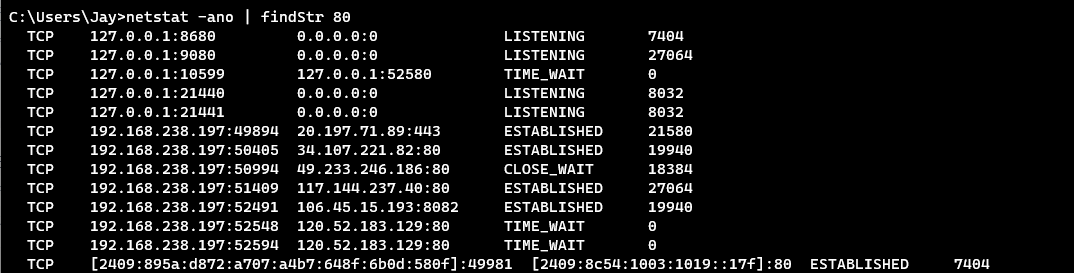 C:\Users\Jay>netstat -ano | findStr 80
TCP 127.0.0.1:8680 0.0.0.0:0 LISTENING 7404
TCP 127.0.0.1:9080 0.0.0.0:0 LISTENING 27064
TCP 127.0.0.1:10599 127.0.0.1:52580 TIME_WAIT 0
TCP 127.0.0.1:21440 0.0.0.0:0 LISTENING 8032
TCP 127.0.0.1:21441 0.0.0.0:0 LISTENING 8032
TCP 192.168.238.197:49894 20.197.71.89:443 ESTABLISHED 21580
TCP 192.168.238.197:50405 34.107.221.82:80 ESTABLISHED 19940
TCP 192.168.238.197:50994 49.233.246.186:80 CLOSE_WAIT 18384
TCP 192.168.238.197:51409 117.144.237.40:80 ESTABLISHED 27064
TCP 192.168.238.197:52491 106.45.15.193:8082 ESTABLISHED 19940
TCP 192.168.238.197:52548 120.52.183.129:80 TIME_WAIT 0
TCP 192.168.238.197:52594 120.52.183.129:80 TIME_WAIT 0
TCP [2409:895a:d872:a707:a4b7:648f:6b0d:580f]:49981 [2409:8c54:1003:1019::17f]:80 ESTABLISHED 7404